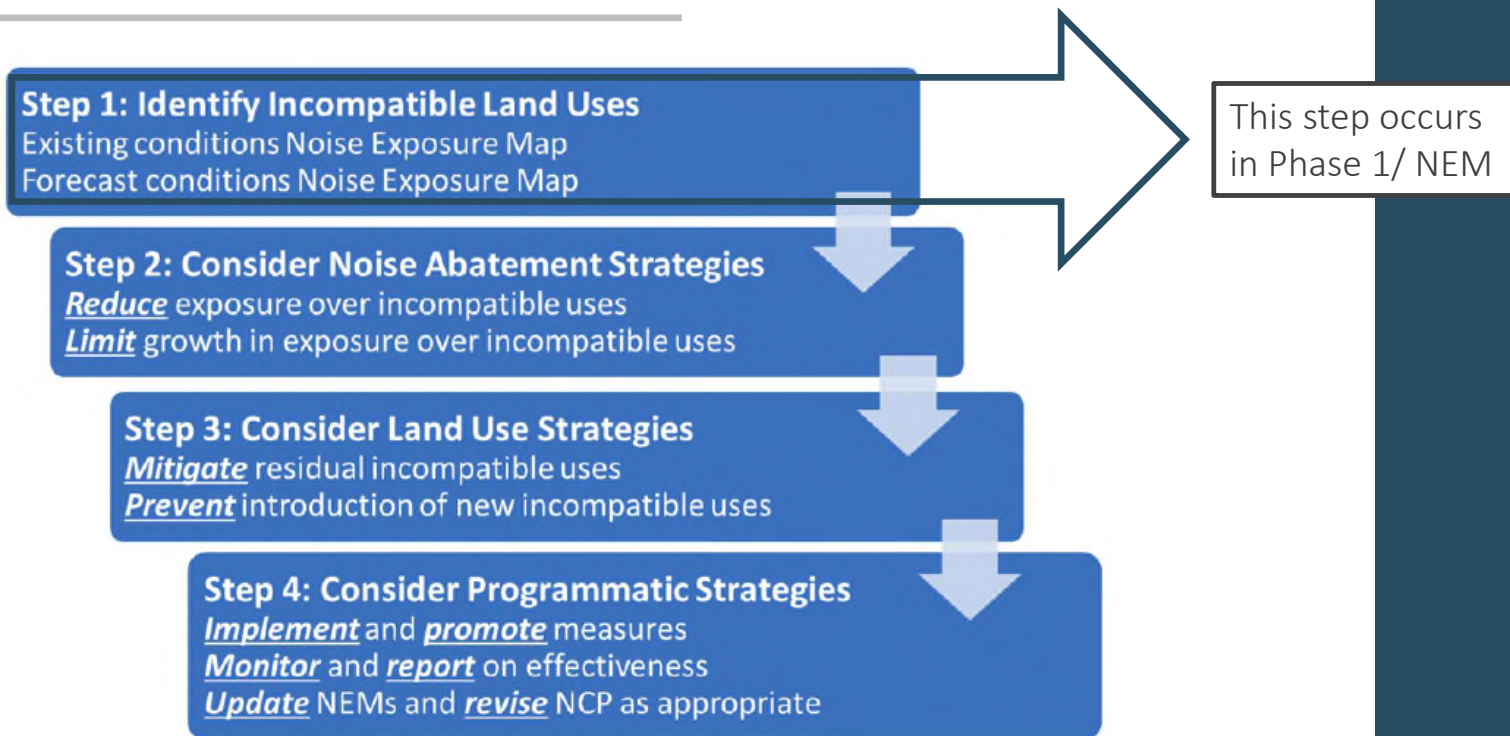 Step 1: Identify Incompatible Land Uses
Existing conditions Noise Exposure Map
Forecast conditions Noise Exposure Map
This step occurs
in Phase 1/ NEM
Step 2: Consider Noise Abatement Strategies
Reduce exposure over incompatible uses
Limit growth in exposure over incompatible uses
Step 3: Consider Land Use Strategies
Mitigate residual incompatible uses
Prevent introduction of new incompatible uses
Step 4: Consider Programmatic Strategies
Implement and promote measures
Monitor and report on effectiveness
Update NEMs and revise NCP as appropriate